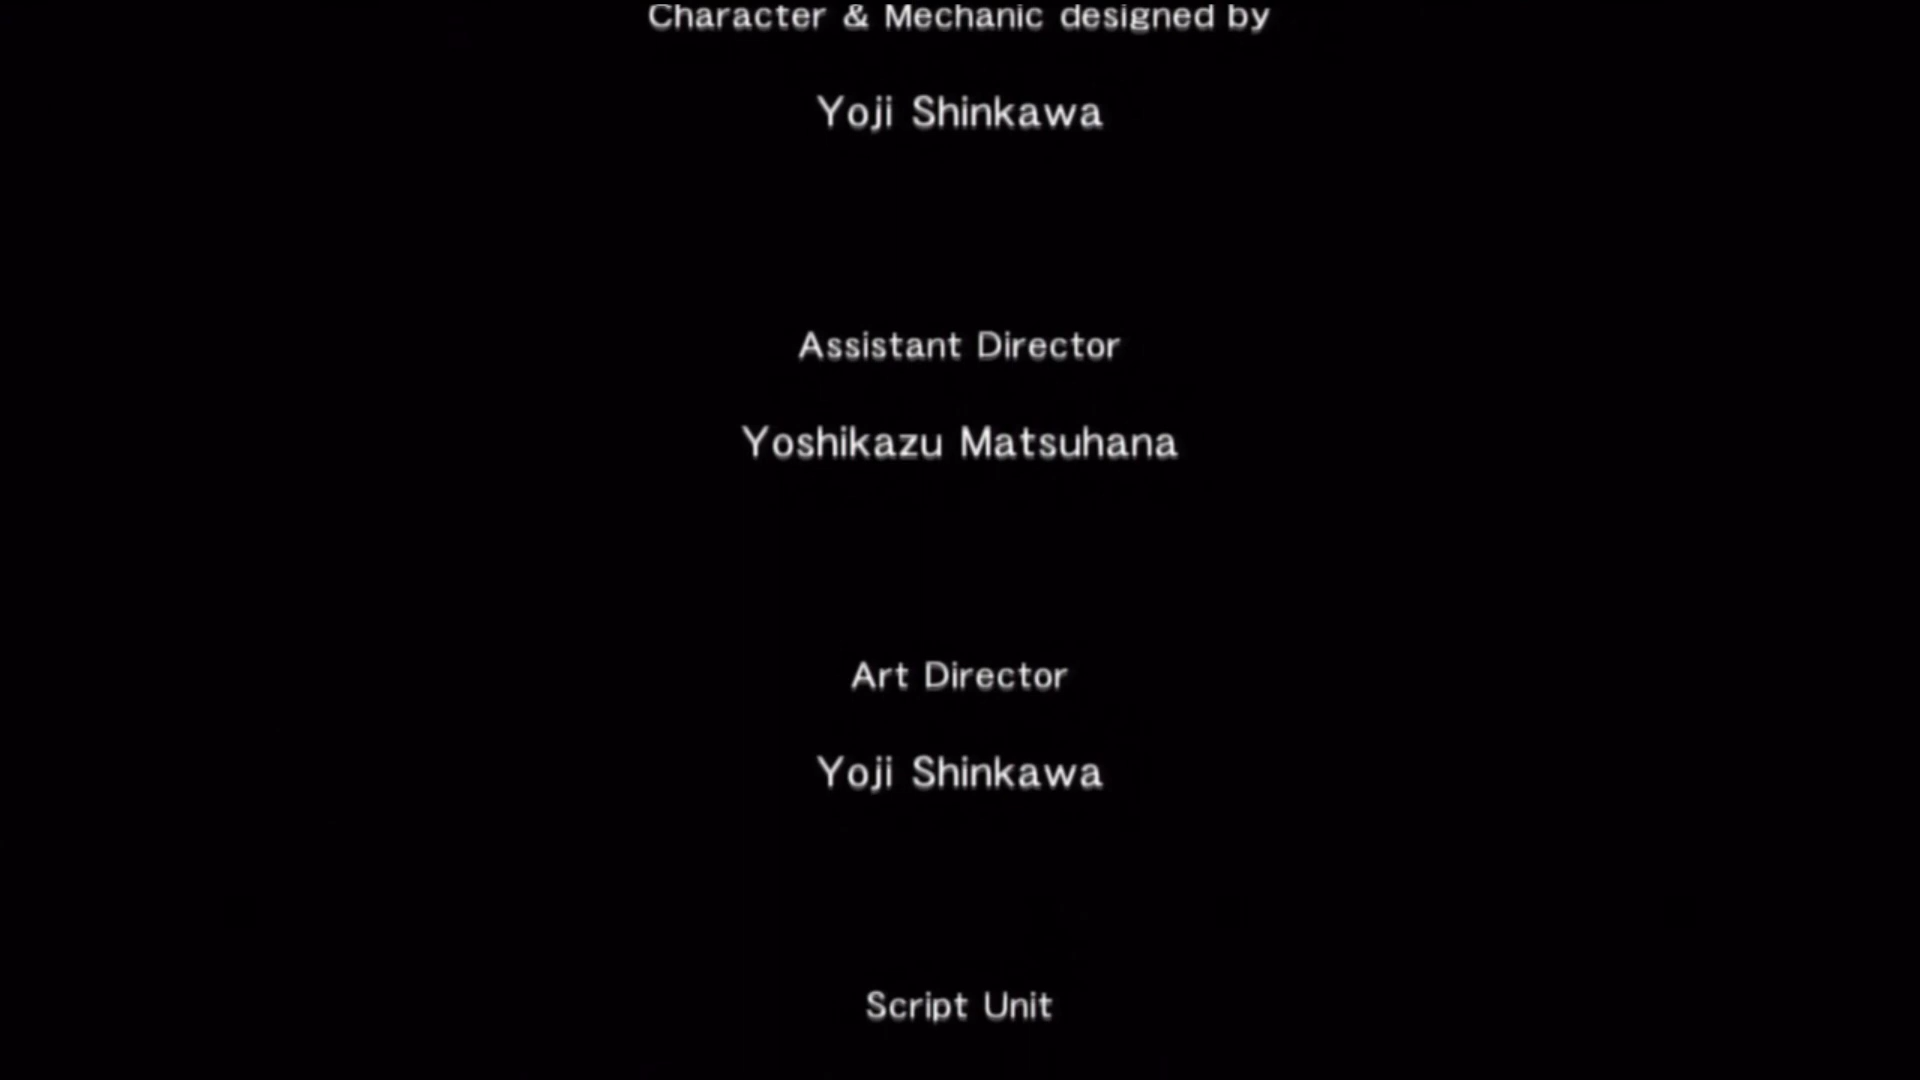 Character & Mechanic designed by
Yoji Shinkawa
Assistant Director
Yoshikazu Matsuhana
Art Director
Yoji Shinkawa
Script Unit